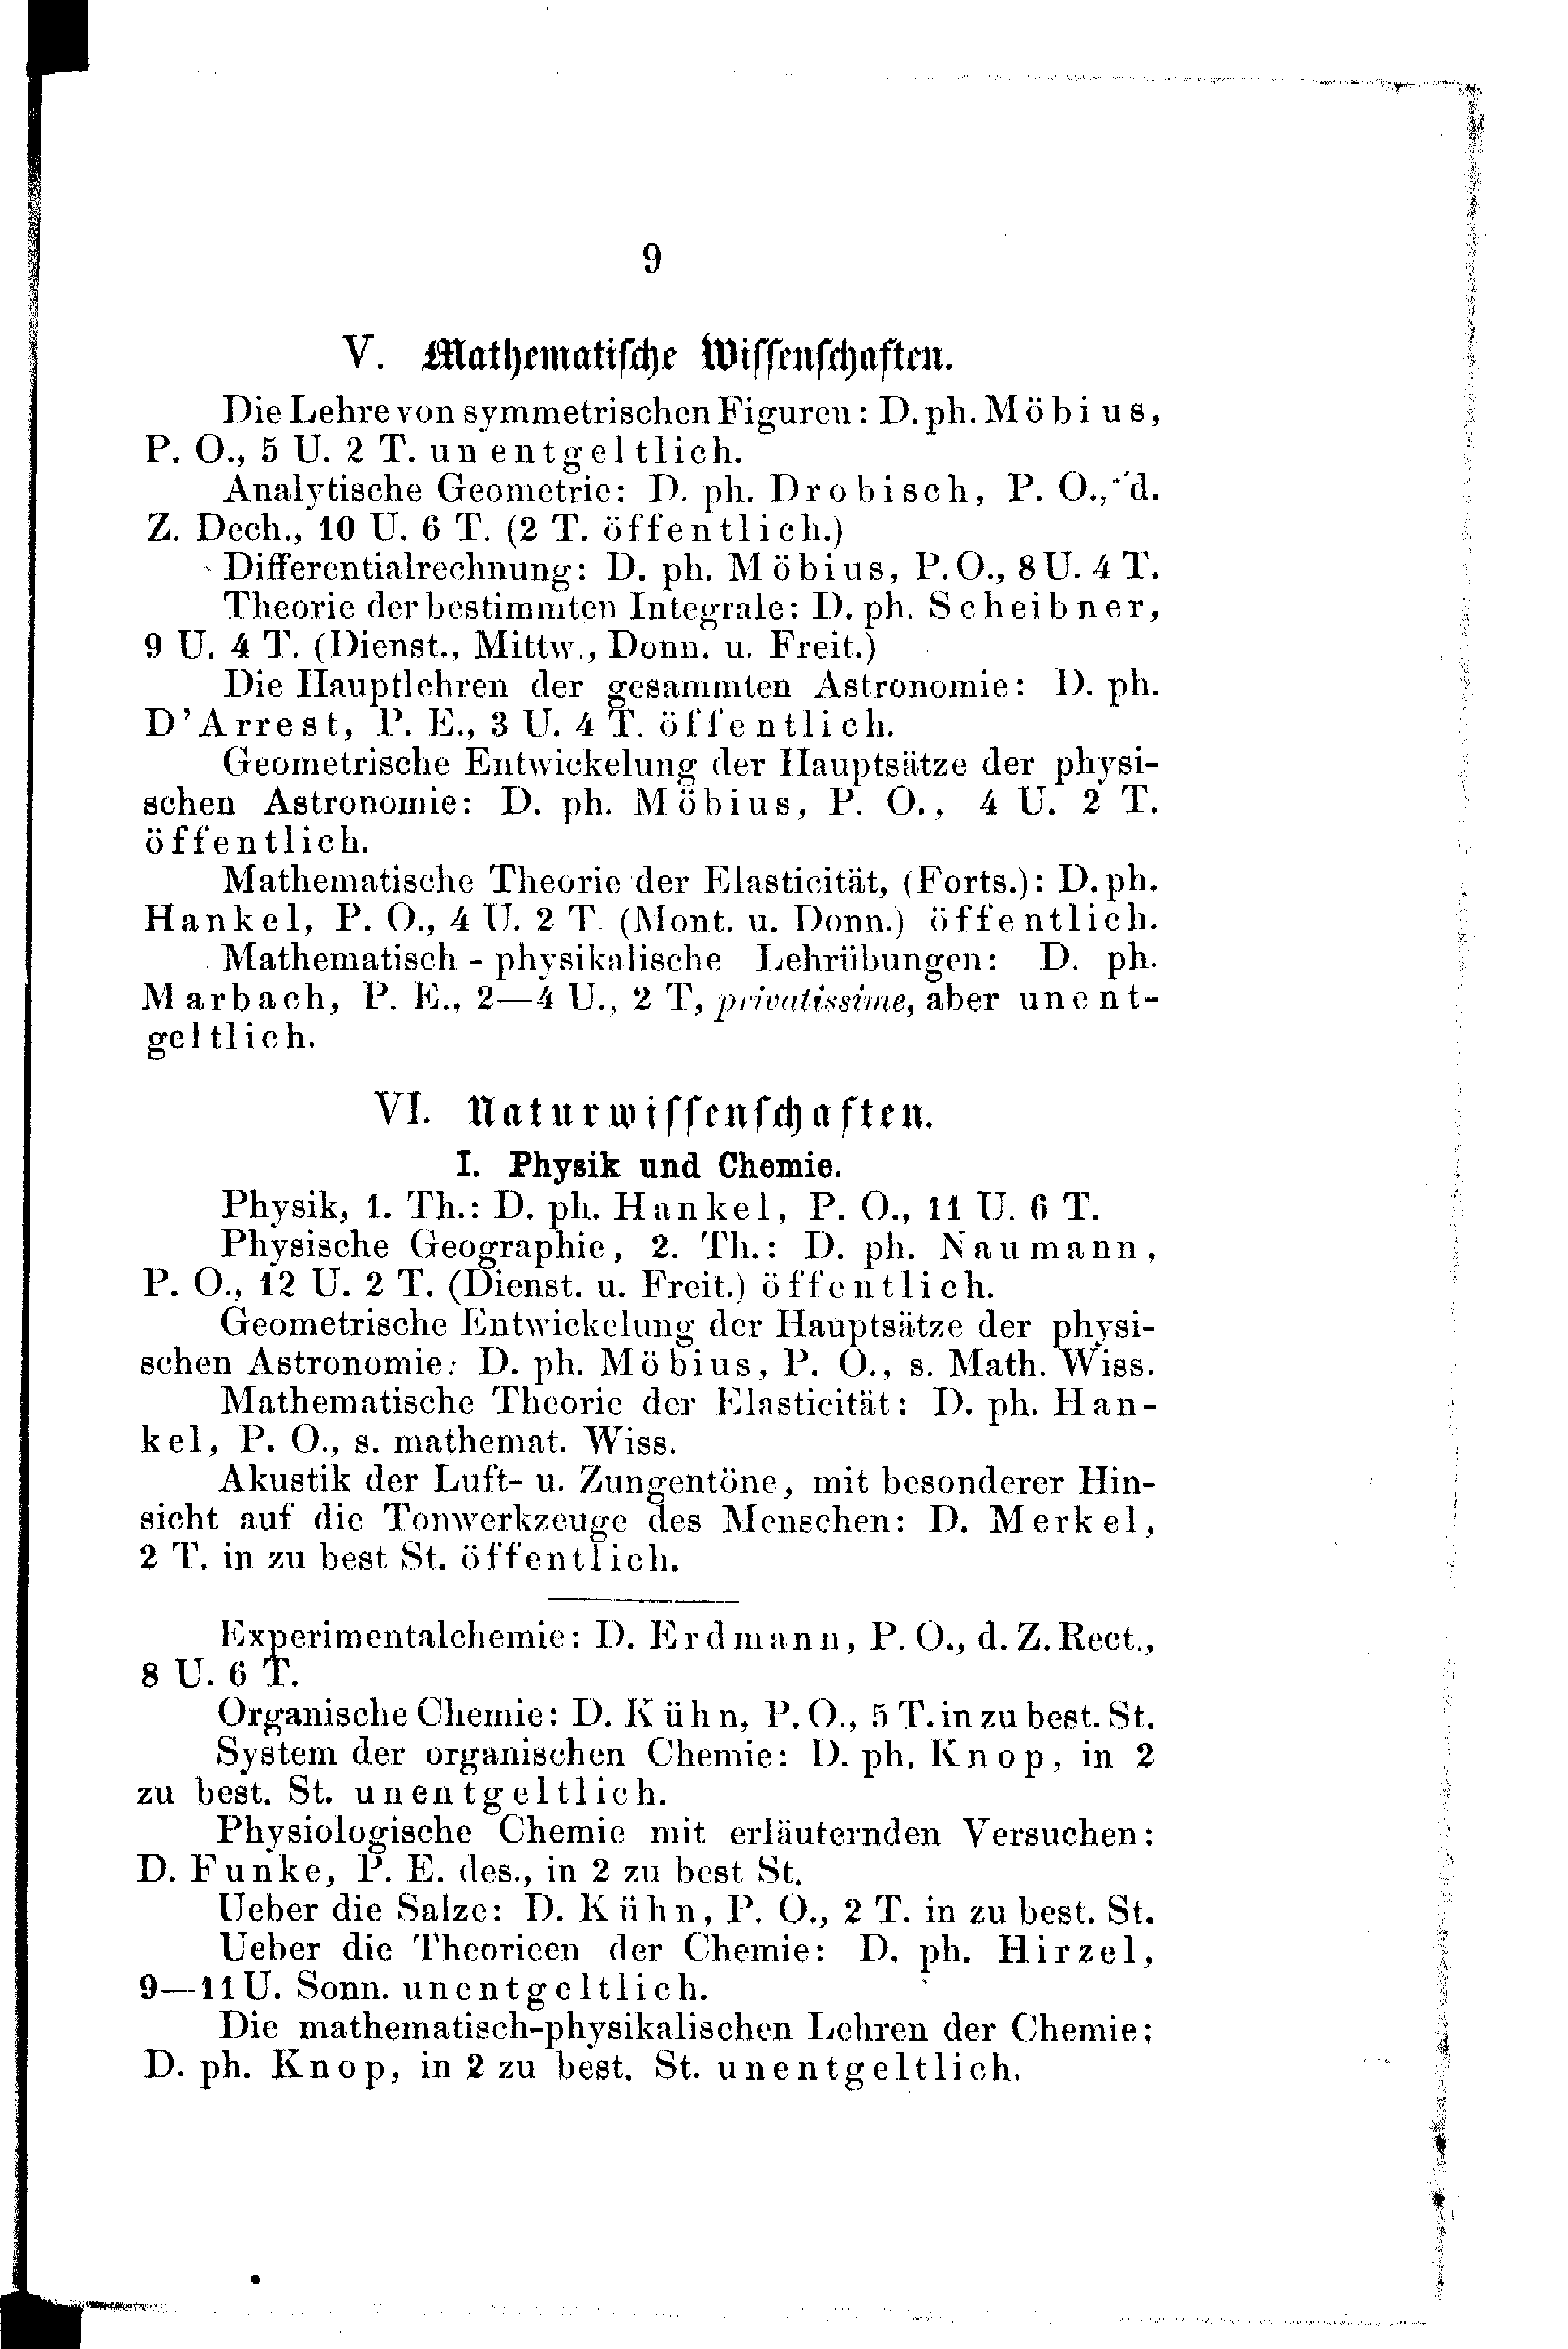 9
V. Mathematische Wissenschaften.
Die Lehre von symmetrischen Figuren: D. ph. Möbius,
P. O., 5 U. 2 T. unentgeltlich.
Analytische Geometrie: D. ph. Drobisch, P. O., d.
Z. Dech., 10 U. 6 T. (2 T. öffentlich.)
Differentialrechnung: D. ph. Möbius, P. O., 8 U. 4 T.
Theorie der bestimmten Integrale: D. ph. Scheibner,
9 U. 4 T. (Dienst., Mittw., Donn. u. Freit.)
Die Hauptlehren der gesammten Astronomie: D. ph.
D'Arrest, P. E., 3 U. 4 T. öffentlich.
Geometrische Entwickelung der Hauptsätze der physi-
schen Astronomie: D. ph. Möbius, P. O., 4 U. 2 T.
öffentlich.
Mathematische Theorie der Elasticität, (Forts.): D. ph.
Hankel, P. O., 4 U. 2 T. (Mont. u. Donn.) öffentlich.
Mathematisch-physikalische Lehrübungen: D. ph.
Marbach, P. E., 2—4 U., 2 T, privatissime, aber unent-
geltlich.
VI. Naturwissenschaften.
I. Physik und Chemie.
Physik, 1. Th.: D. ph. Hankel, P. O., 11 U. 6 T.
Physische Geographie, 2. Th.: D. ph. Naumann,
P. O., 12 U. 2 T. (Dienst. u. Freit.) öffentlich.
Geometrische Entwickelung der Hauptsätze der physi-
schen Astronomie: D. ph. Möbius, P. O., s. Math. Wiss.
Mathematische Theorie der Elasticität: D. ph. Han-
kel, P. O., s. mathemat. Wiss.
Akustik der Luft- u. Zungentöne, mit besonderer Hin-
sicht auf die Tonwerkzeuge des Menschen: D. Merkel,
2 T. in zu best St. öffentlich.
Experimentalchemie: D. Erdmann, P. O., d. Z. Rect.,
8 U. 6 T.
Organische Chemie: D. Kühn, P. O., 5 T. in zu best. St.
System der organischen Chemie: D. ph. Knop, in 2
zu best. St. unentgeltlich.
Physiologische Chemie mit erläuternden Versuchen:
D. Funke, P. E. des., in 2 zu best St.
Ueber die Salze: D. Kühn, P. O., 2 T. in zu best. St.
Ueber die Theorieen der Chemie: D. ph. Hirzel,
9—11 U. Sonn. unentgeltlich.
Die mathematisch-physikalischen Lehren der Chemie:
D. ph. Knop, in 2 zu best. St. unentgeltlich.